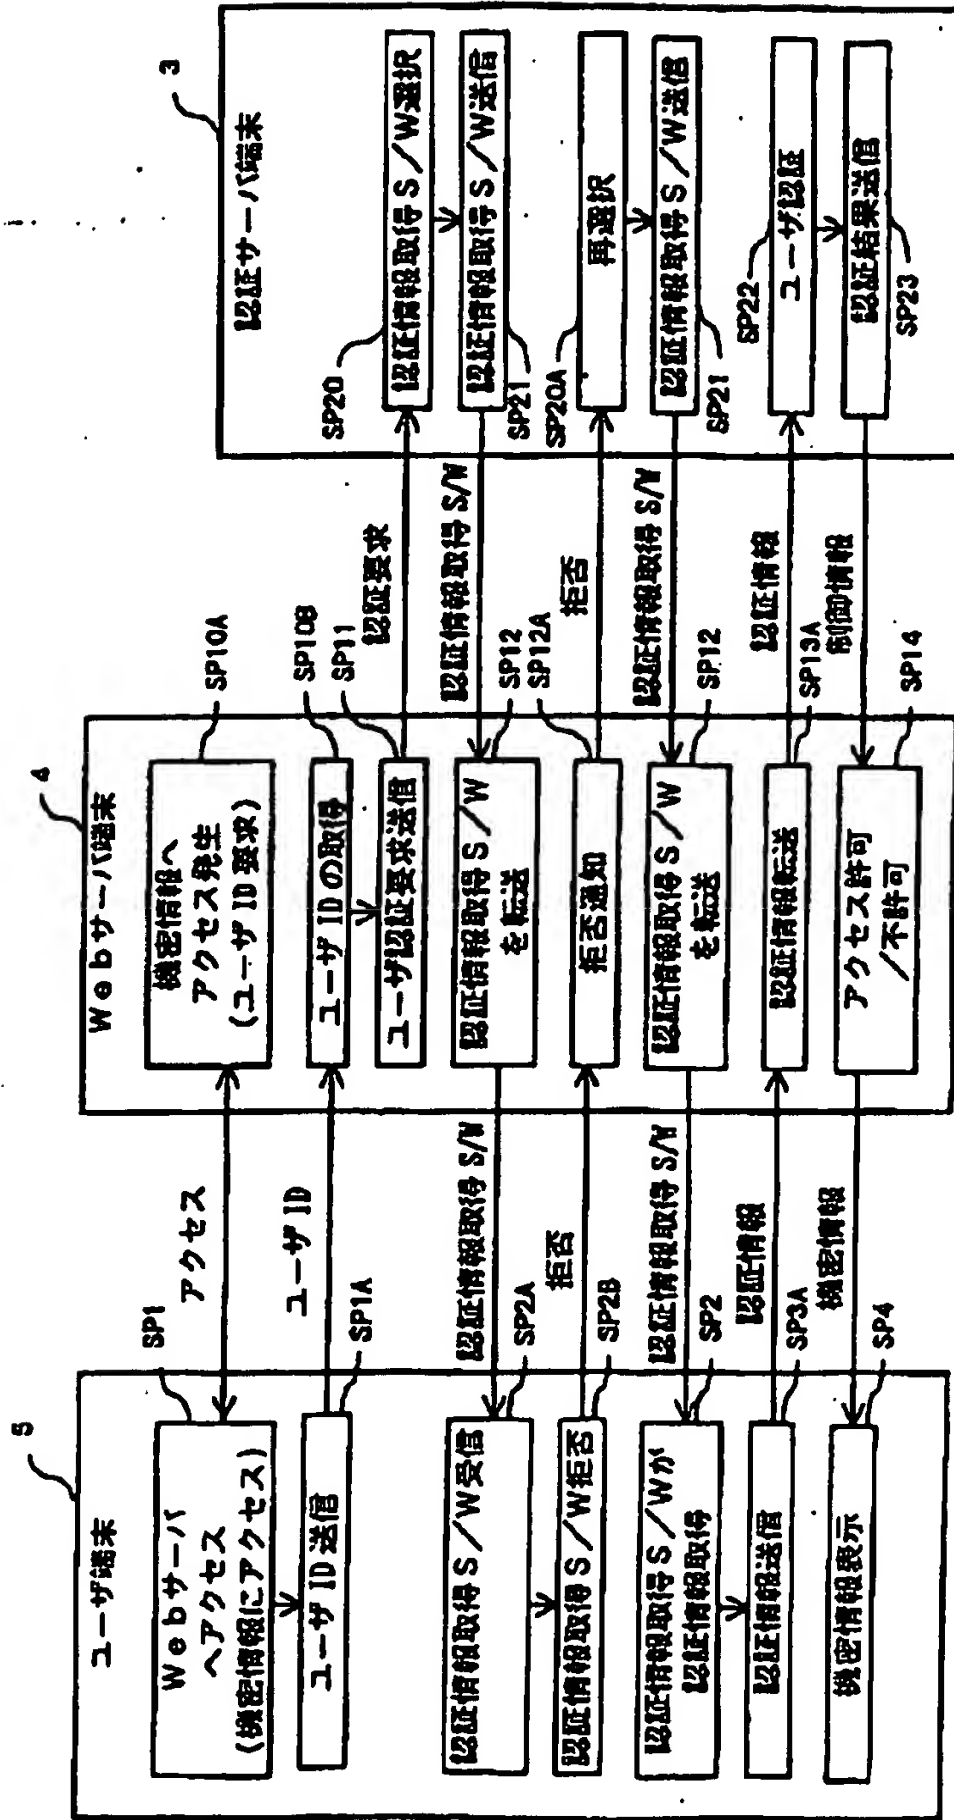 5
ユーザ端末
Webサーバ
へアクセス
(機密情報にアクセス)
SP1
ユーザID送信
SP1A
認証情報取得S/W受信
SP2A
認証情報取得S/W拒否
SP2B
認証情報取得S/Wが
認証情報取得
SP2
認証情報送信
SP3A
機密情報表示
SP4
アクセス
ユーザID
認証情報取得S/W
拒否
認証情報取得S/W
認証情報
機密情報
4
Webサーバ端末
機密情報へ
アクセス発生
(ユーザID要求)
SP10A
ユーザIDの取得
SP10B
ユーザ認証要求送信
SP11
認証情報取得S/W
を転送
SP12
拒否通知
SP12A
認証情報取得S/W
を転送
SP12
認証情報転送
SP13A
アクセス許可
/不許可
SP14
認証要求
認証情報取得S/W
拒否
認証情報取得S/W
認証情報
制御情報
3
認証サーバ端末
SP20
認証情報取得S/W選択
認証情報取得S/W送信
SP21
SP20A
再選択
認証情報取得S/W送信
SP21
SP22
ユーザ認証
認証結果送信
SP23